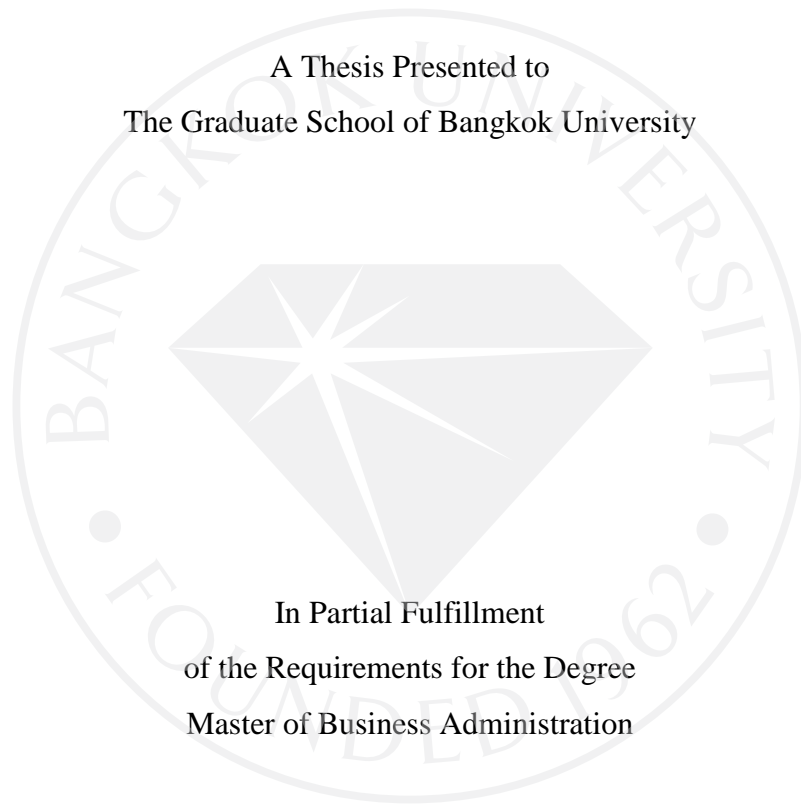 A Thesis Presented to
The Graduate School of Bangkok University
BANGKOK UNIVERSITY
FOUNDED 1962
In Partial Fulfillment
of the Requirements for the Degree
Master of Business Administration